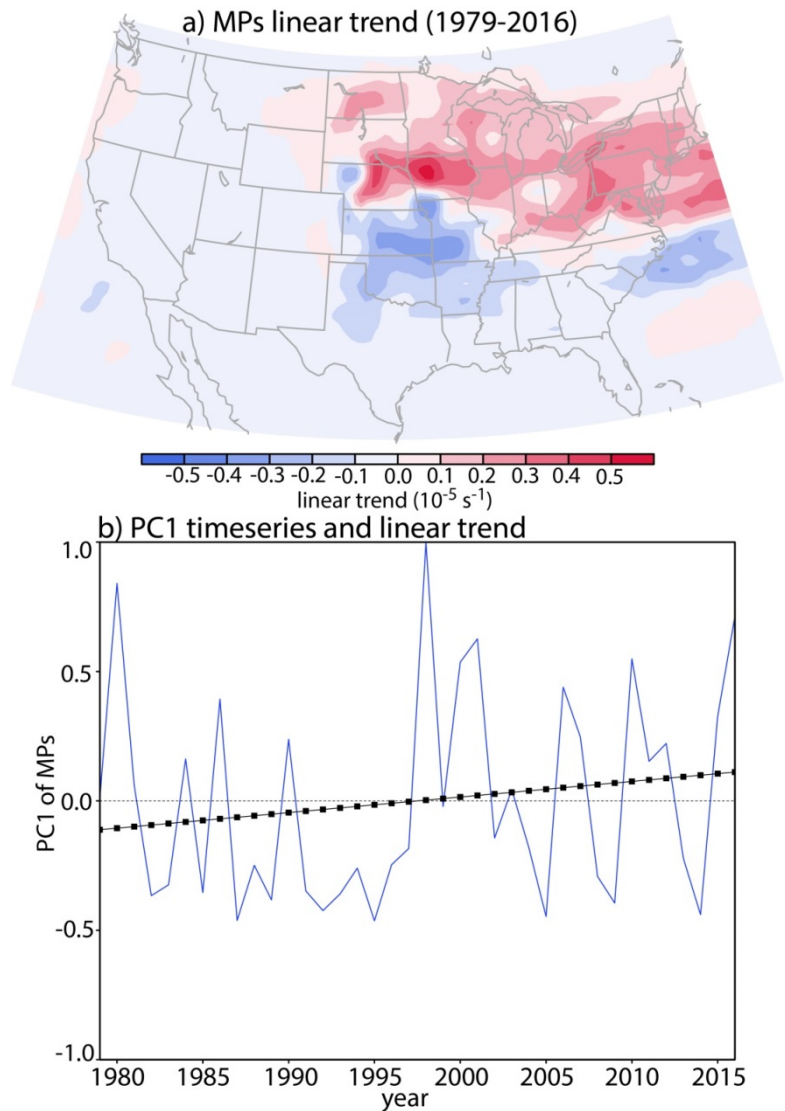 a) MPs linear trend (1979-2016)
-0.5 -0.4 -0.3 -0.2 -0.1 0.0 0.1 0.2 0.3 0.4 0.5
linear trend (10⁻⁵ s⁻¹)
b) PC1 timeseries and linear trend
1.0
0.5
0.0
-0.5
-1.0
PC1 of MPs
1980 1985 1990 1995 2000 2005 2010 2015
year